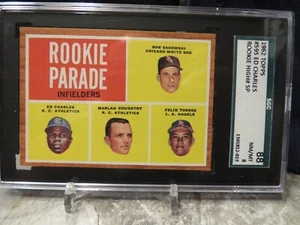 ROOKIE
PARADE
INFIELDERS
BOB SADOWSKI
CHICAGO WHITE SOX
ED CHARLES
K. C. ATHLETICS
MARLAN COUGHTRY
K. C. ATHLETICS
FELIX TORRES
L. A. ANGELS
1962 TOPPS
#595 ED CHARLES
ROOKIE HIGH# SP
SGC
88
NM/MT
8